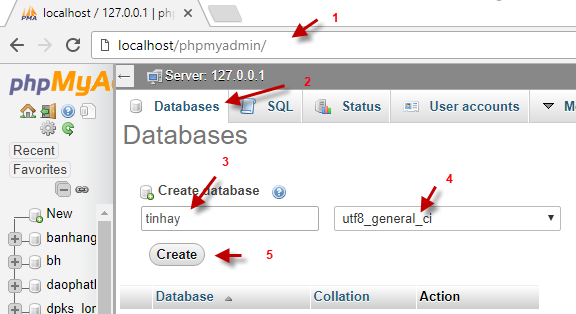 localhost / 127.0.0.1 | ph
localhost/phpmyadmin/
1
phpMyA
Server: 127.0.0.1
2
Databases
SQL
Status
User accounts
Databases
Recent
Favorites
3
4
Create database
New
tinhay
utf8_general_ci
banhang
bh
Create
5
daophatl
Database
Collation
Action